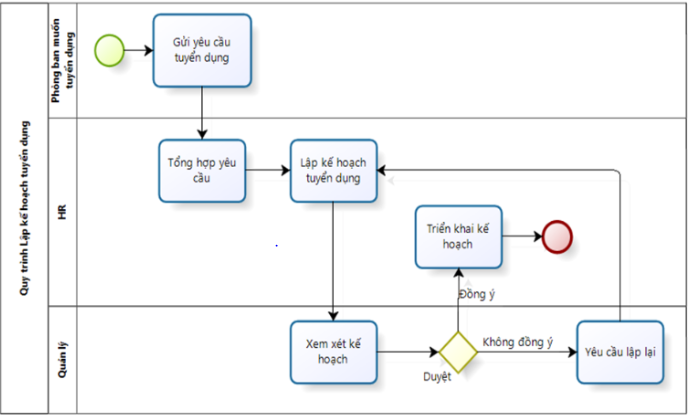 Quy trình Lập kế hoạch tuyển dụng
Phòng ban muốn
tuyển dụng
Gửi yêu cầu
tuyển dụng
HR
Tổng hợp yêu
cầu
Lập kế hoạch
tuyển dụng
Triển khai kế
hoạch
Đồng ý
Quản lý
Xem xét kế
hoạch
Duyệt
Không đồng ý
Yêu cầu lập lại